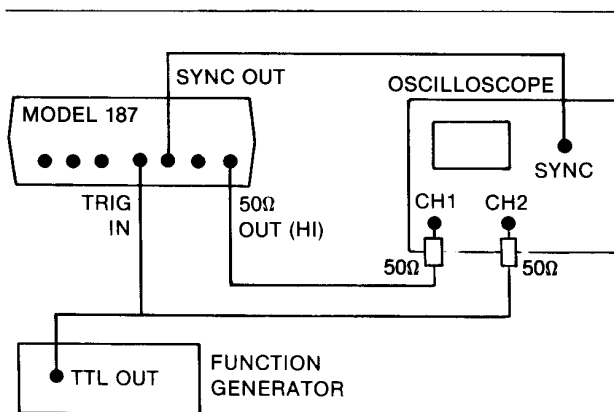 SYNC OUT
OSCILLOSCOPE
MODEL 187
SYNC
TRIG
IN
50Ω
OUT (HI)
CH1
CH2
50Ω
50Ω
TTL OUT
FUNCTION
GENERATOR